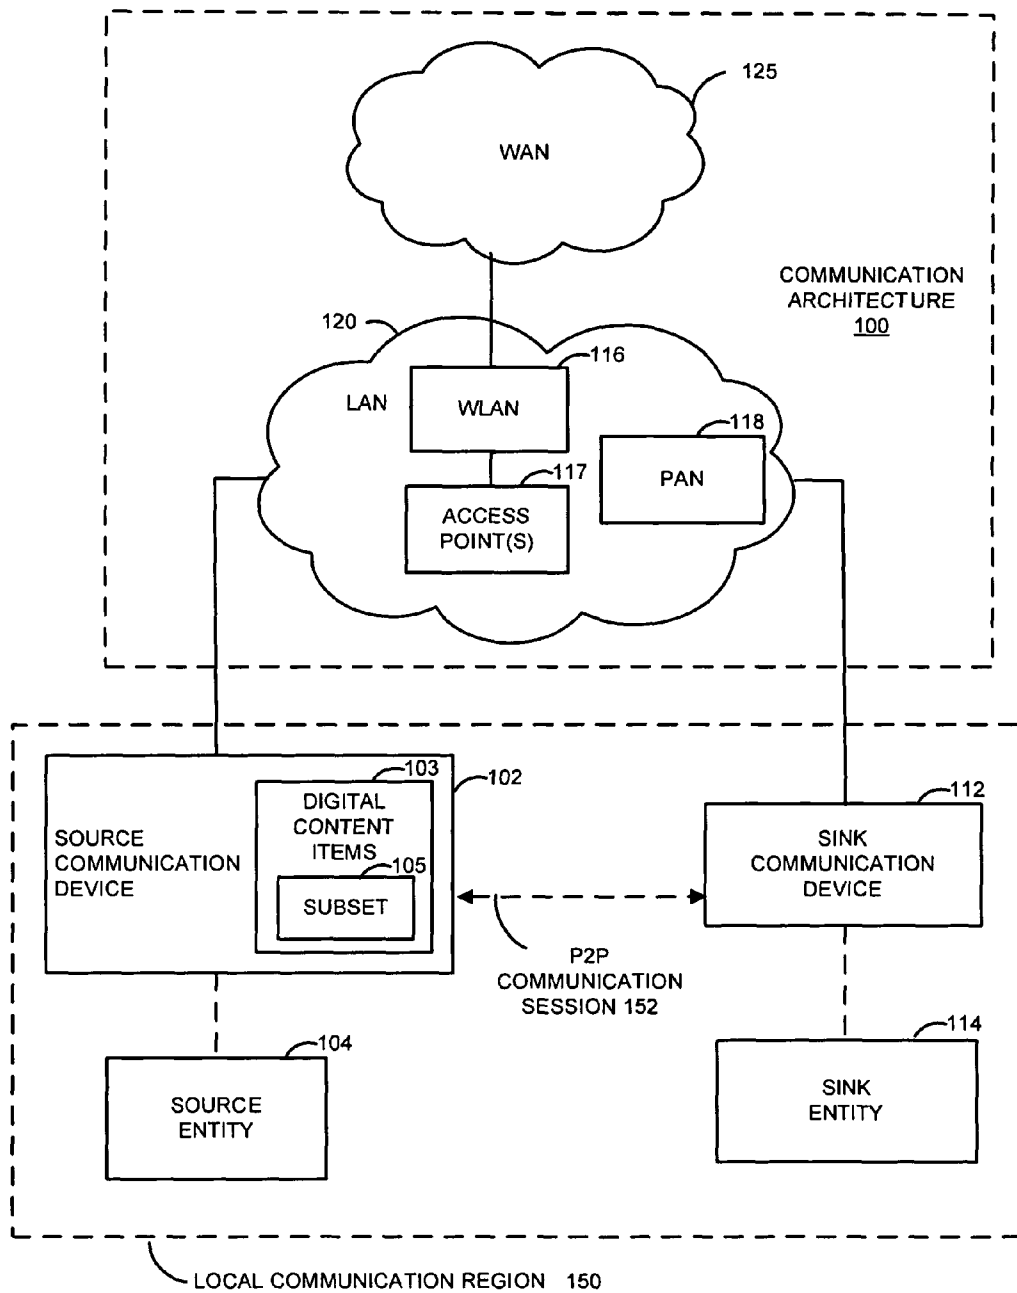 125
WAN
COMMUNICATION
ARCHITECTURE
100
120
116
LAN
WLAN
118
PAN
117
ACCESS
POINT(S)
103
102
DIGITAL
CONTENT
ITEMS
SOURCE
COMMUNICATION
DEVICE
105
SUBSET
112
SINK
COMMUNICATION
DEVICE
P2P
COMMUNICATION
SESSION 152
104
SOURCE
ENTITY
114
SINK
ENTITY
LOCAL COMMUNICATION REGION 150